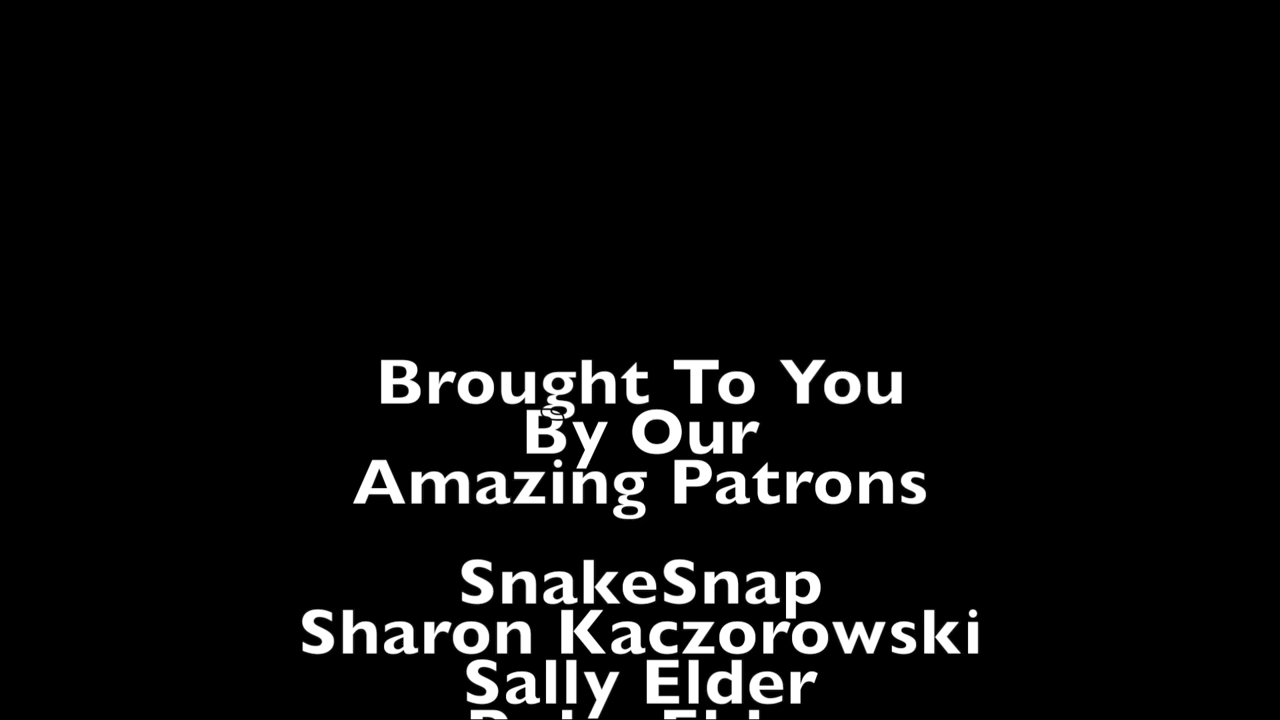 Brought To You
By Our
Amazing Patrons
SnakeSnap
Sharon Kaczorowski
Sally Elder